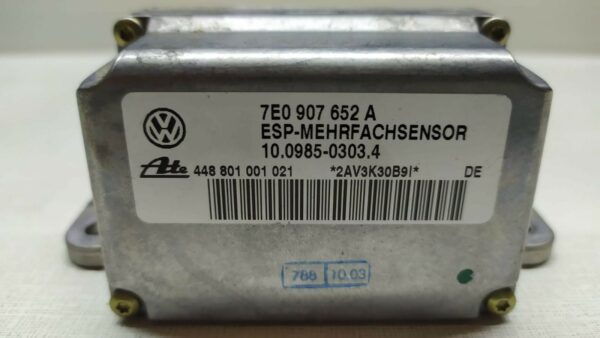 7E0 907 652 A
ESP-MEHRFACHSENSOR
10.0985-0303.4
Ate 448 801 001 021 *2AV3K30B9I* DE
788 10.03